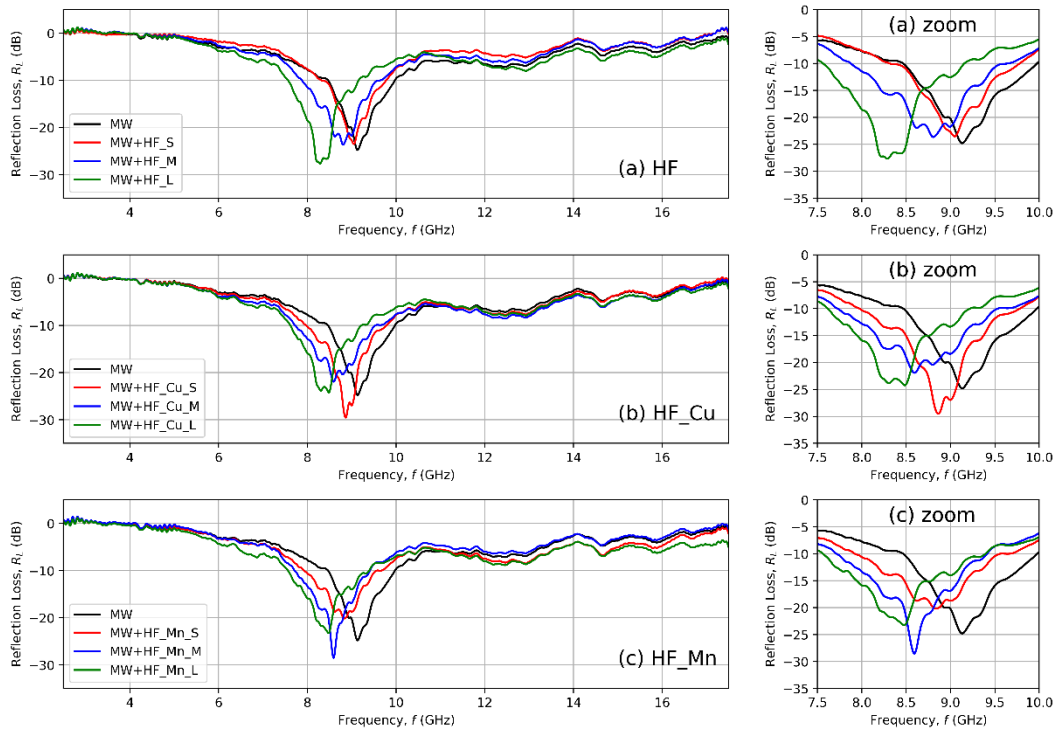 0
−10
−20
−30
Reflection Loss, R_L (dB)
MW
MW+HF_S
MW+HF_M
MW+HF_L
(a) HF
4
6
8
10
12
14
16
Frequency, f (GHz)
(a) zoom
−5
−10
−15
−20
−25
−30
−35
Reflection Loss, R_L (dB)
7.5
8.0
8.5
9.0
9.5
10.0
Frequency, f (GHz)
0
−10
−20
−30
Reflection Loss, R_L (dB)
MW
MW+HF_Cu_S
MW+HF_Cu_M
MW+HF_Cu_L
(b) HF_Cu
4
6
8
10
12
14
16
Frequency, f (GHz)
(b) zoom
0
−5
−10
−15
−20
−25
−30
−35
Reflection Loss, R_L (dB)
7.5
8.0
8.5
9.0
9.5
10.0
Frequency, f (GHz)
0
−10
−20
−30
Reflection Loss, R_L (dB)
MW
MW+HF_Mn_S
MW+HF_Mn_M
MW+HF_Mn_L
(c) HF_Mn
4
6
8
10
12
14
16
Frequency, f (GHz)
(c) zoom
0
−5
−10
−15
−20
−25
−30
−35
Reflection Loss, R_L (dB)
7.5
8.0
8.5
9.0
9.5
10.0
Frequency, f (GHz)